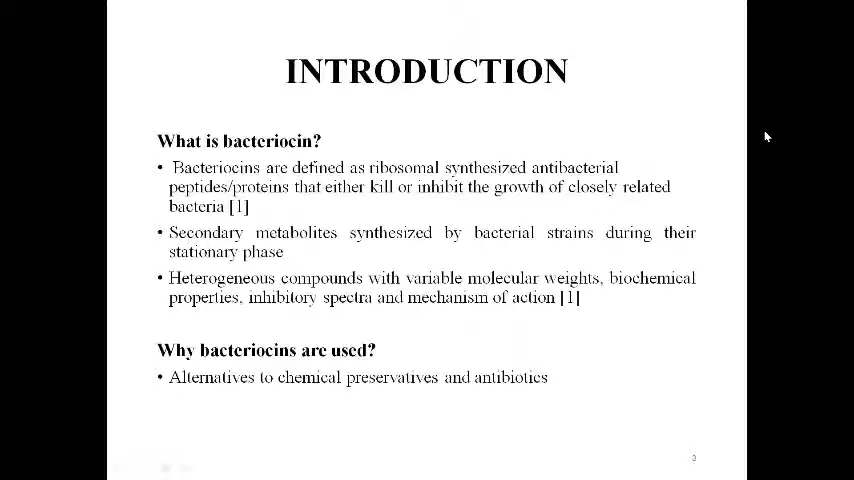 INTRODUCTION
What is bacteriocin?
• Bacteriocins are defined as ribosomal synthesized antibacterial
peptides/proteins that either kill or inhibit the growth of closely related
bacteria [1]
• Secondary metabolites synthesized by bacterial strains during their
stationary phase
• Heterogeneous compounds with variable molecular weights, biochemical
properties, inhibitory spectra and mechanism of action [1]
Why bacteriocins are used?
• Alternatives to chemical preservatives and antibiotics
3